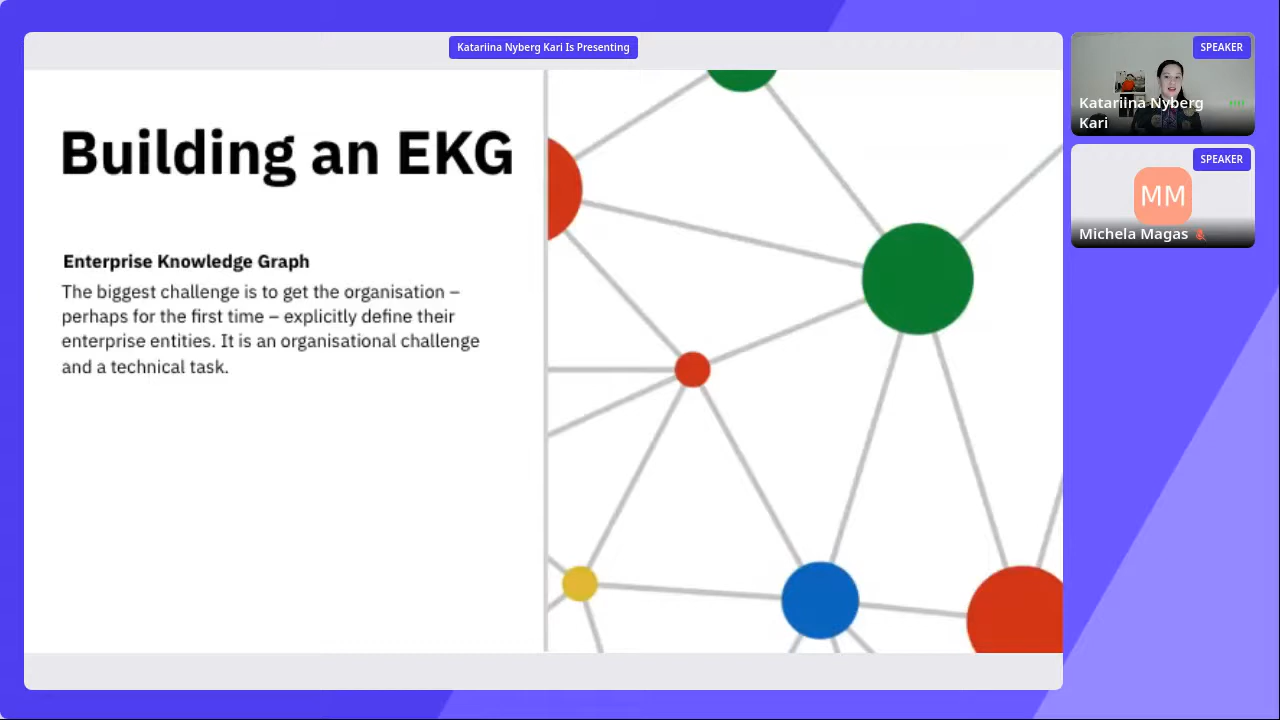 Katariina Nyberg Kari Is Presenting
Building an EKG
Enterprise Knowledge Graph
The biggest challenge is to get the organisation –
perhaps for the first time – explicitly define their
enterprise entities. It is an organisational challenge
and a technical task.
SPEAKER
Katariina Nyberg
Kari
SPEAKER
MM
Michela Magas